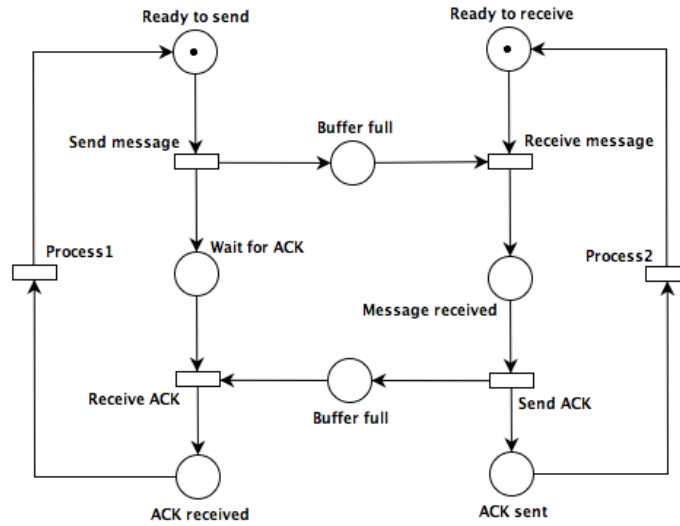 Ready to send
Ready to receive
Buffer full
Send message
Receive message
Wait for ACK
Process1
Process2
Message received
Receive ACK
Buffer full
Send ACK
ACK received
ACK sent